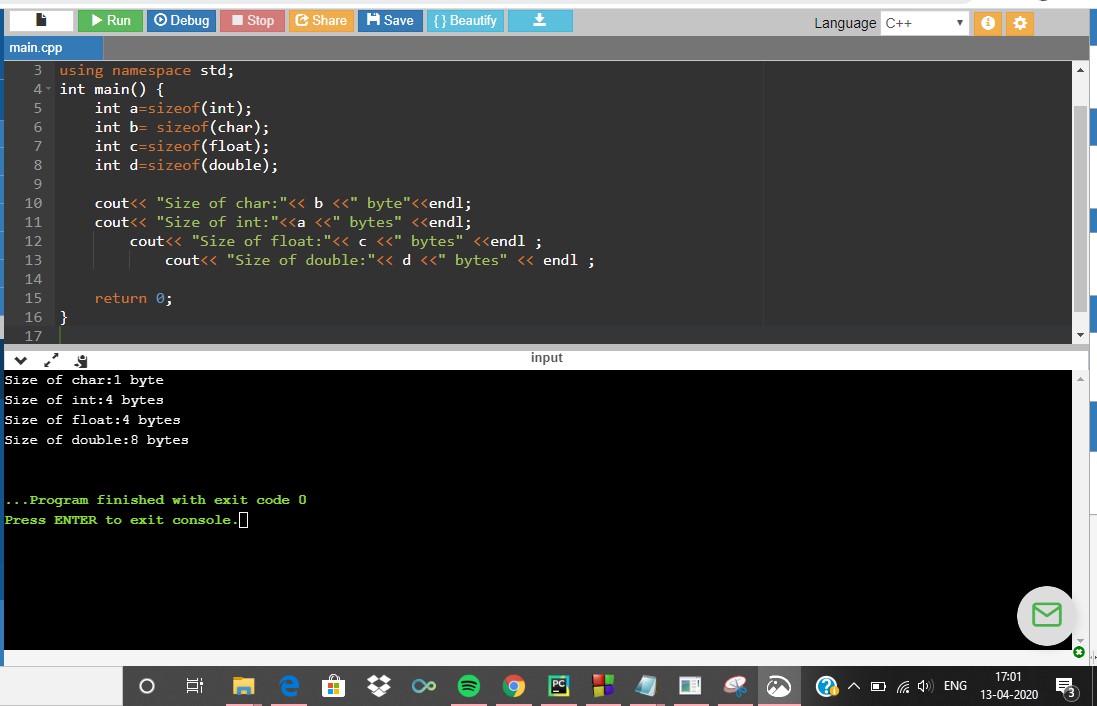 Run Debug Stop Share Save { } Beautify Language C++
main.cpp
3 using namespace std;
4 int main() {
5 int a=sizeof(int);
6 int b= sizeof(char);
7 int c=sizeof(float);
8 int d=sizeof(double);
9
10 cout<< "Size of char:"<< b <<" byte"<<endl;
11 cout<< "Size of int:"<<a <<" bytes" <<endl;
12 cout<< "Size of float:"<< c <<" bytes" <<endl ;
13 cout<< "Size of double:"<< d <<" bytes" << endl ;
14
15 return 0;
16 }
17
input
Size of char:1 byte
Size of int:4 bytes
Size of float:4 bytes
Size of double:8 bytes
...Program finished with exit code 0
Press ENTER to exit console.
PC ENG 17:01
13-04-2020 3